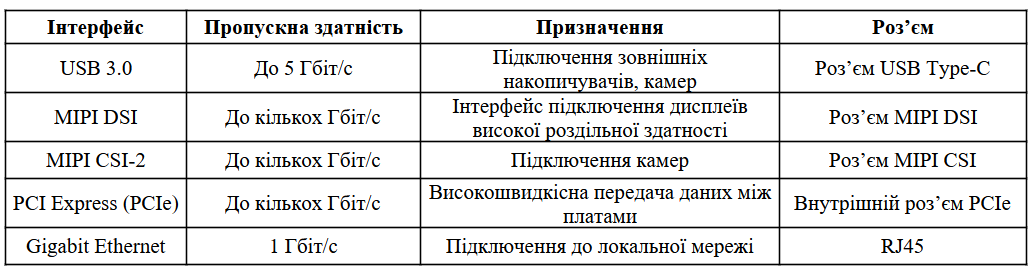 Інтерфейс Пропускна здатність Призначення Роз’єм
USB 3.0 До 5 Гбіт/с Підключення зовнішніх накопичувачів, камер Роз’єм USB Type-C
MIPI DSI До кількох Гбіт/с Інтерфейс підключення дисплеїв високої роздільної здатності Роз’єм MIPI DSI
MIPI CSI-2 До кількох Гбіт/с Підключення камер Роз’єм MIPI CSI
PCI Express (PCIe) До кількох Гбіт/с Високошвидкісна передача даних між платами Внутрішній роз’єм PCIe
Gigabit Ethernet 1 Гбіт/с Підключення до локальної мережі RJ45